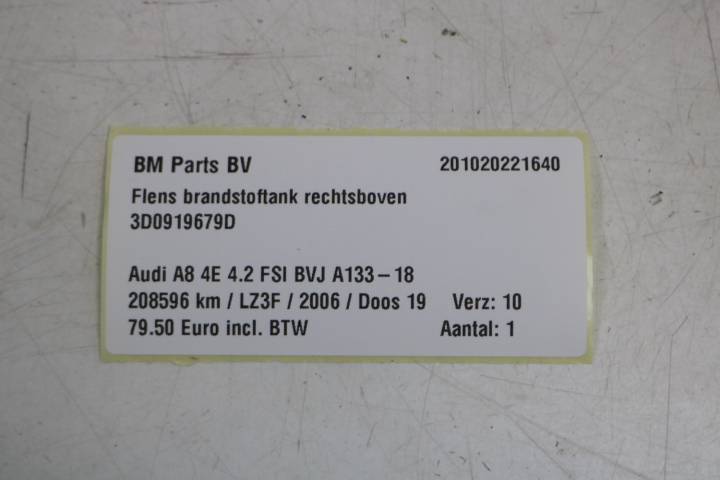 BM Parts BV 201020221640
Flens brandstoftank rechtsboven
3D0919679D
Audi A8 4E 4.2 FSI BVJ A133-18
208596 km / LZ3F / 2006 / Doos 19 Verz: 10
79.50 Euro incl. BTW Aantal: 1